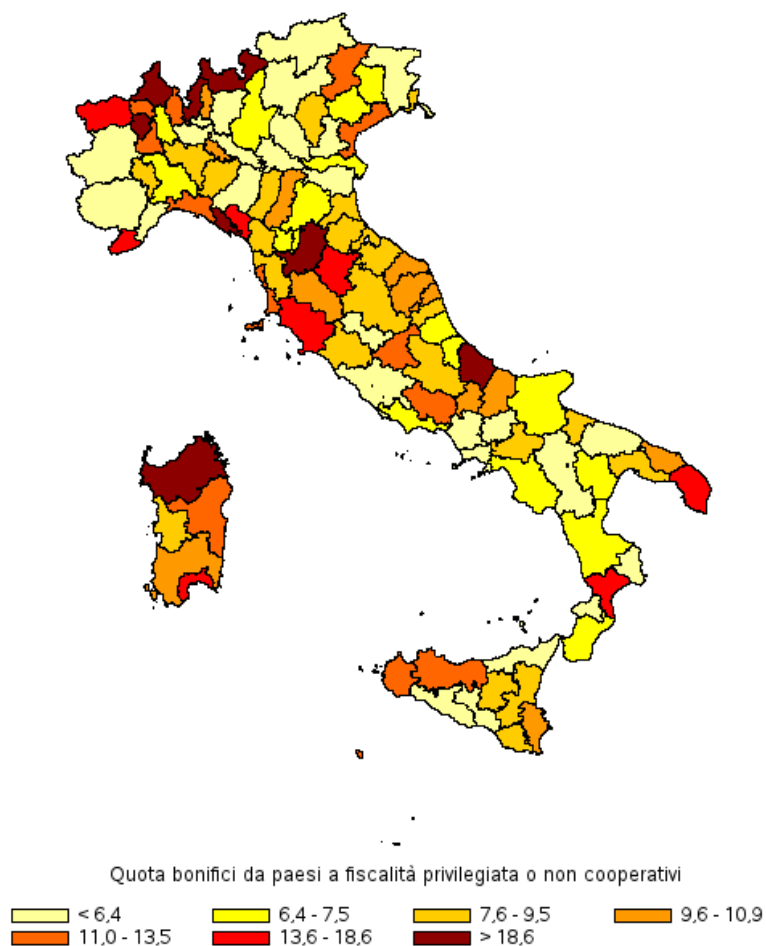 Quota bonifici da paesi a fiscalità privilegiata o non cooperativi
< 6,4 6,4 - 7,5 7,6 - 9,5 9,6 - 10,9
11,0 - 13,5 13,6 - 18,6 > 18,6